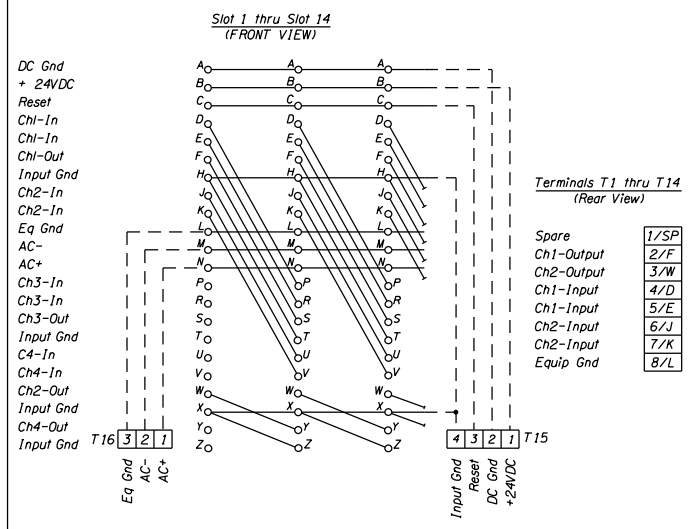 Slot 1 thru Slot 14
(FRONT VIEW)
DC Gnd A A A
+ 24VDC B B B
Reset C C C
Ch1-In D D D
Ch1-In E E E
Ch1-Out F F F
Input Gnd H H H
Ch2-In J J J
Ch2-In K K K
Eq Gnd L L L
AC- M M M
AC+ N N N
Ch3-In P P P
Ch3-In R R R
Ch3-Out S S S
Input Gnd T T T
C4-In U U U
Ch4-In V V V
Ch2-Out W W W
Input Gnd X X X
Ch4-Out Y Y Y
Input Gnd Z Z Z
T16 3 2 1
Eq Gnd
AC-
AC+
4 3 2 1 T15
Input Gnd
Reset
DC Gnd
+24VDC
Terminals T1 thru T14
(Rear View)
Spare 1/SP
Ch1-Output 2/F
Ch2-Output 3/W
Ch1-Input 4/D
Ch1-Input 5/E
Ch2-Input 6/J
Ch2-Input 7/K
Equip Gnd 8/L